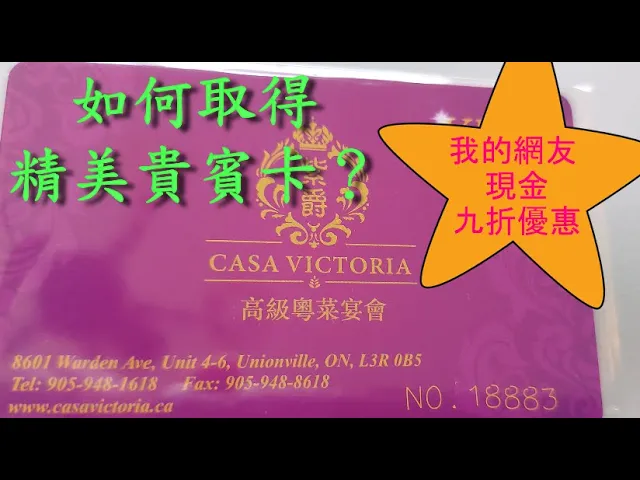 如何取得
精美貴賓卡？
我的網友
現金
九折優惠
CASA VICTORIA
高級粵菜宴會
8601 Warden Ave, Unit 4-6, Unionville, ON, L3R 0B5
Tel: 905-948-1618 Fax: 905-948-8618
www.casavictoria.ca
NO. 18883